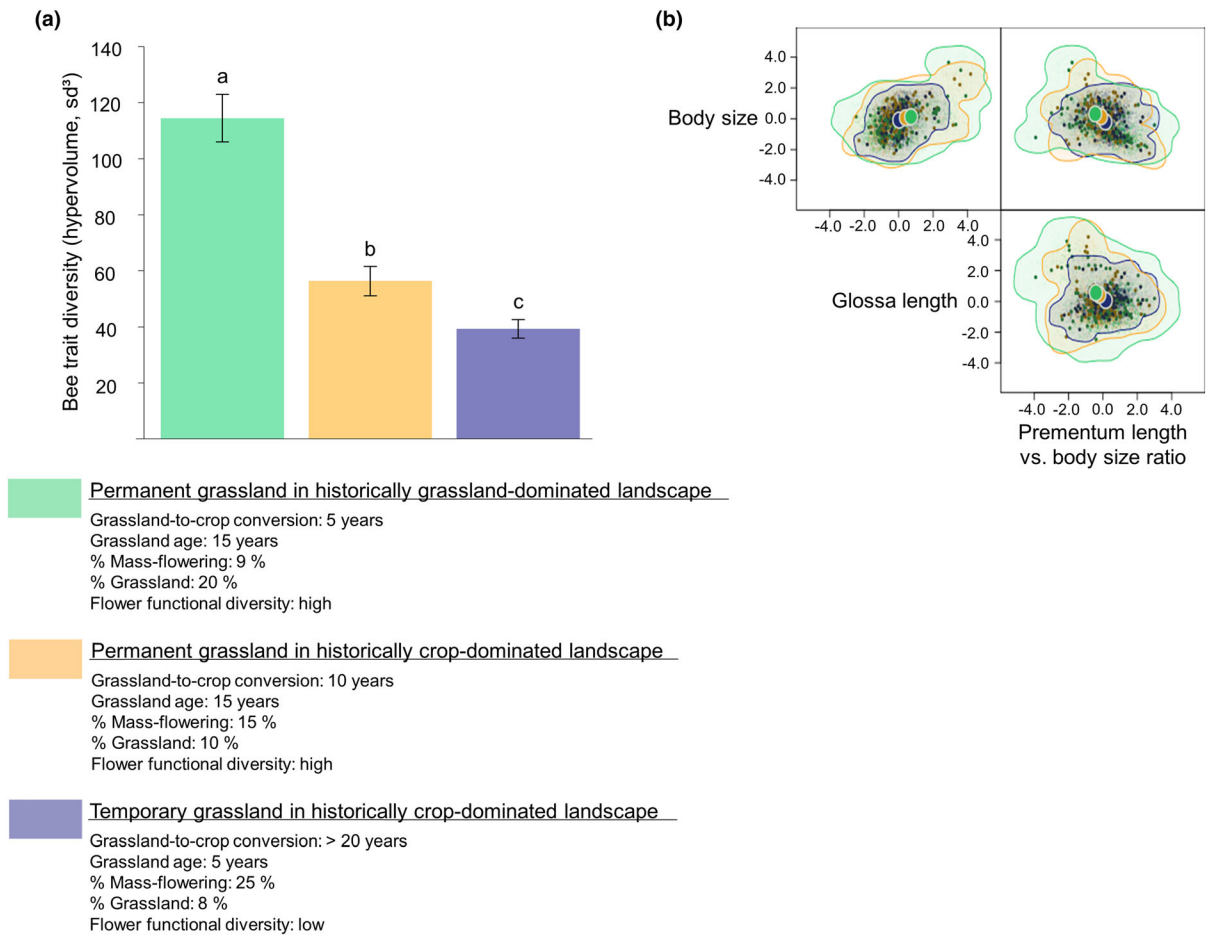 (a)
Bee trait diversity (hypervolume, sd³)
140
120
100
80
60
40
20
a
b
c
(b)
Body size
4.0
2.0
0.0
-2.0
-4.0
-4.0 -2.0 0.0 2.0 4.0
Glossa length
4.0
2.0
0.0
-2.0
-4.0
-4.0 -2.0 0.0 2.0 4.0
Prementum length
vs. body size ratio
Permanent grassland in historically grassland-dominated landscape
Grassland-to-crop conversion: 5 years
Grassland age: 15 years
% Mass-flowering: 9 %
% Grassland: 20 %
Flower functional diversity: high
Permanent grassland in historically crop-dominated landscape
Grassland-to-crop conversion: 10 years
Grassland age: 15 years
% Mass-flowering: 15 %
% Grassland: 10 %
Flower functional diversity: high
Temporary grassland in historically crop-dominated landscape
Grassland-to-crop conversion: > 20 years
Grassland age: 5 years
% Mass-flowering: 25 %
% Grassland: 8 %
Flower functional diversity: low